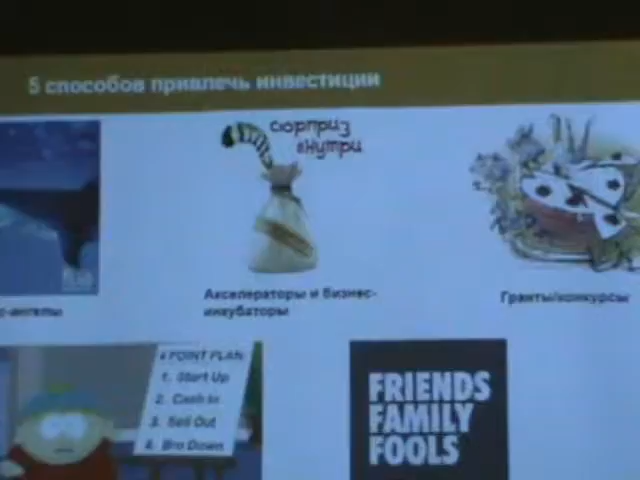 5 способов привлечь инвестиции
сюрприз
внутри
Акселераторы и бизнес-
инкубаторы
Гранты/конкурсы
-ангелы
4 POINT PLAN
1. Start Up
2. Cash In
3. Sell Out
4. Bro Down
FRIENDS
FAMILY
FOOLS